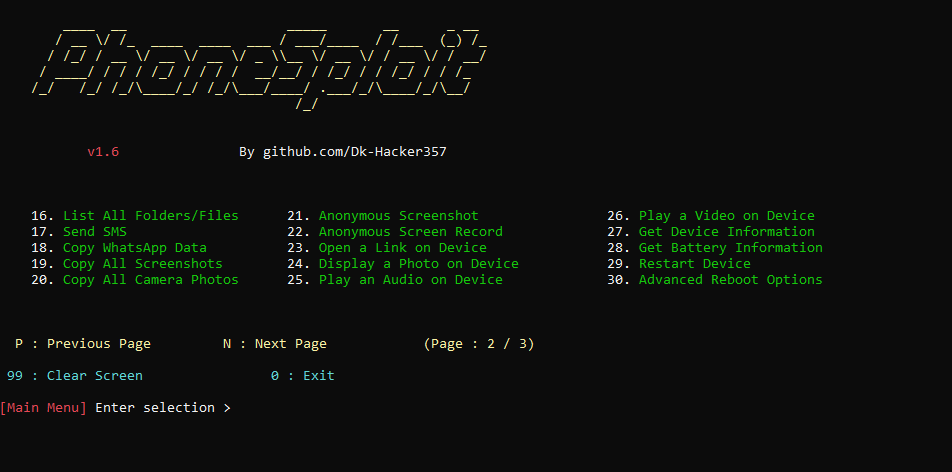 PhoneSploit
v1.6 By github.com/Dk-Hacker357
16. List All Folders/Files 21. Anonymous Screenshot 26. Play a Video on Device
17. Send SMS 22. Anonymous Screen Record 27. Get Device Information
18. Copy WhatsApp Data 23. Open a Link on Device 28. Get Battery Information
19. Copy All Screenshots 24. Display a Photo on Device 29. Restart Device
20. Copy All Camera Photos 25. Play an Audio on Device 30. Advanced Reboot Options
P : Previous Page N : Next Page (Page : 2 / 3)
99 : Clear Screen 0 : Exit
[Main Menu] Enter selection >